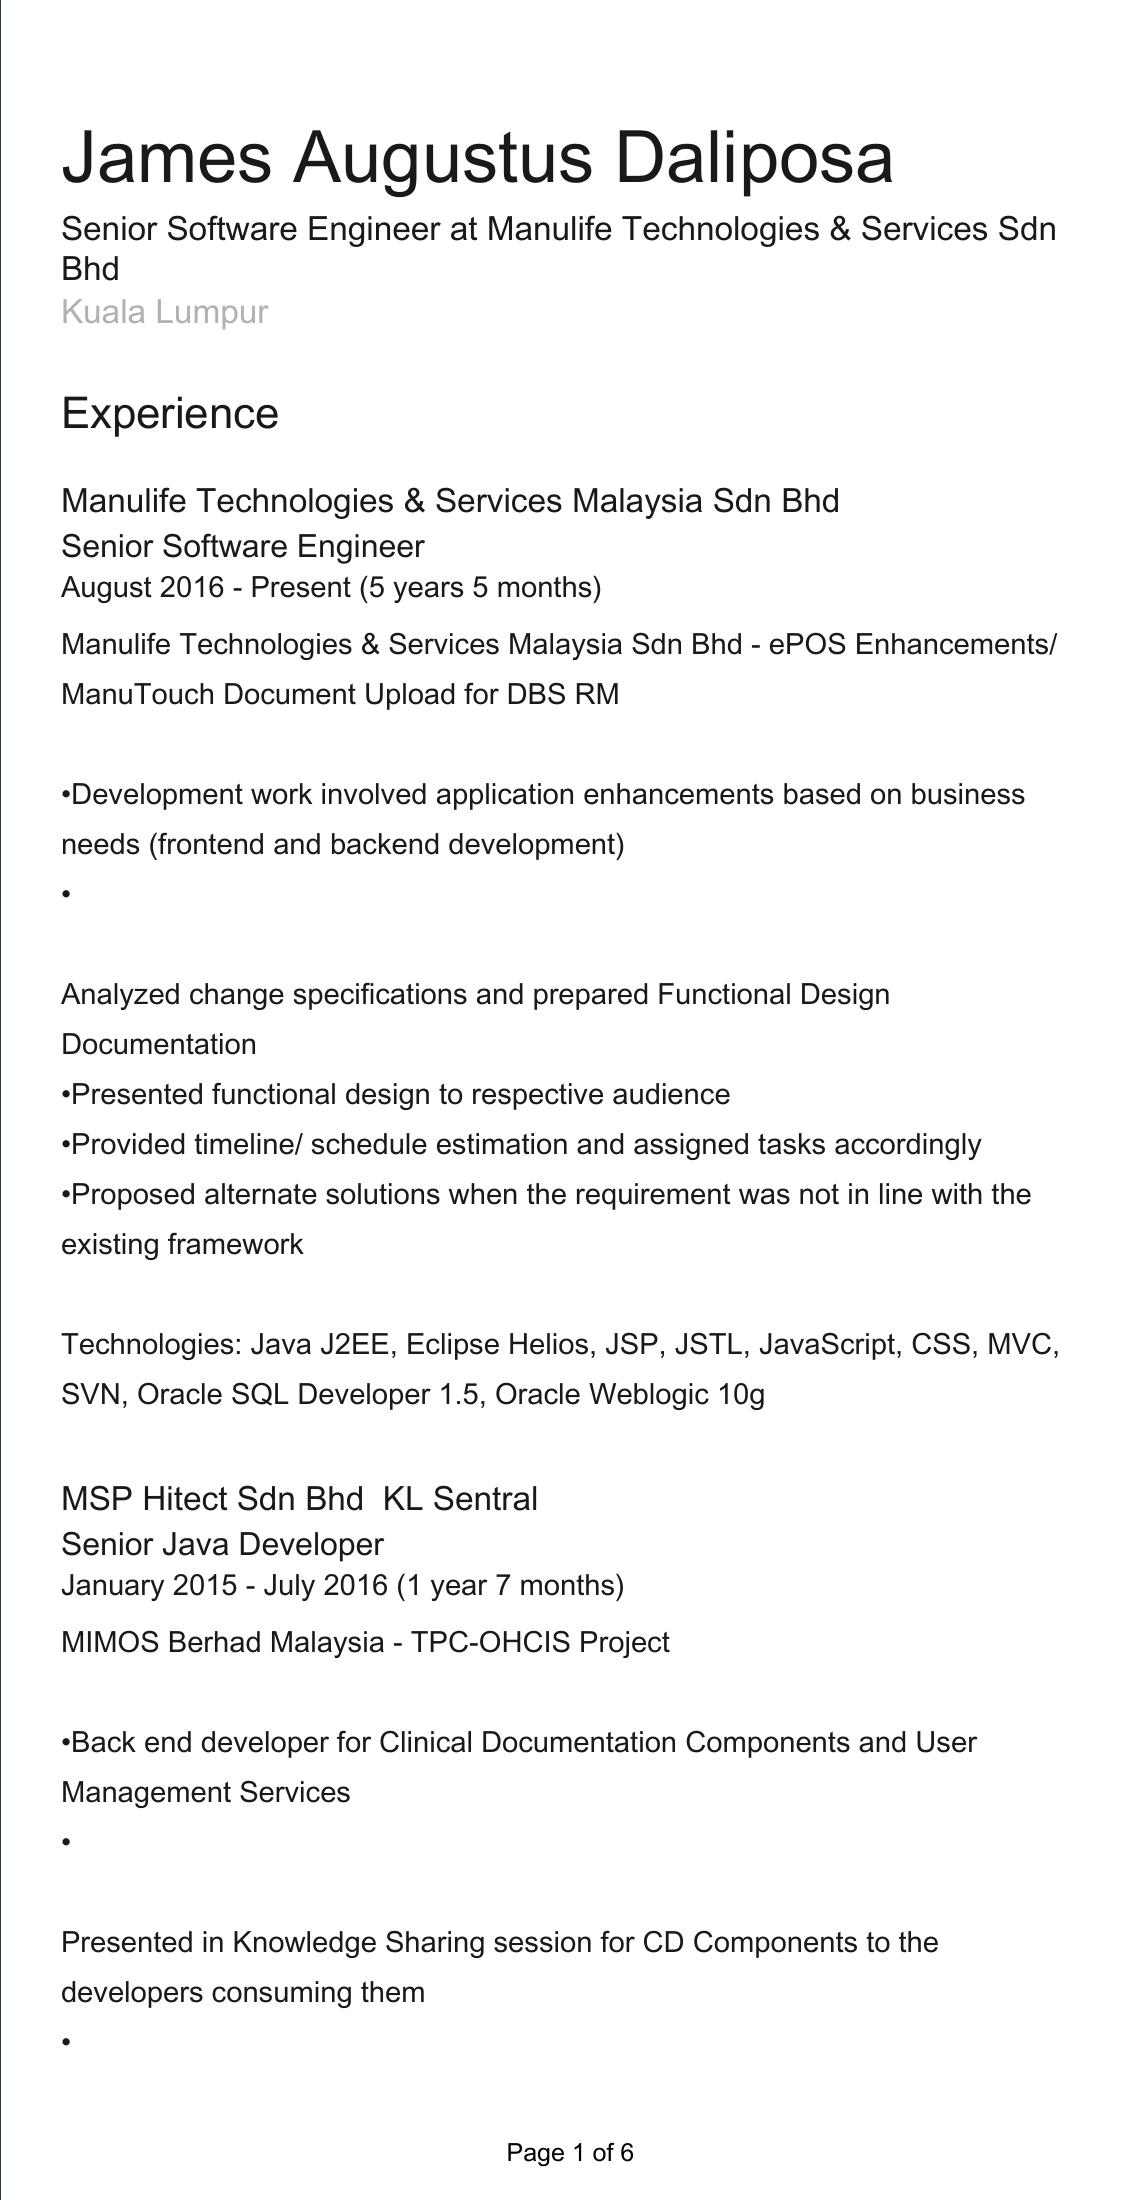 James Augustus Daliposa
Senior Software Engineer at Manulife Technologies & Services Sdn
Bhd
Kuala Lumpur
Experience
Manulife Technologies & Services Malaysia Sdn Bhd
Senior Software Engineer
August 2016 - Present (5 years 5 months)
Manulife Technologies & Services Malaysia Sdn Bhd - ePOS Enhancements/
ManuTouch Document Upload for DBS RM
•Development work involved application enhancements based on business
needs (frontend and backend development)
•
Analyzed change specifications and prepared Functional Design
Documentation
•Presented functional design to respective audience
•Provided timeline/ schedule estimation and assigned tasks accordingly
•Proposed alternate solutions when the requirement was not in line with the
existing framework
Technologies: Java J2EE, Eclipse Helios, JSP, JSTL, JavaScript, CSS, MVC,
SVN, Oracle SQL Developer 1.5, Oracle Weblogic 10g
MSP Hitect Sdn Bhd  KL Sentral
Senior Java Developer
January 2015 - July 2016 (1 year 7 months)
MIMOS Berhad Malaysia - TPC-OHCIS Project
•Back end developer for Clinical Documentation Components and User
Management Services
•
Presented in Knowledge Sharing session for CD Components to the
developers consuming them
•
Page 1 of 6